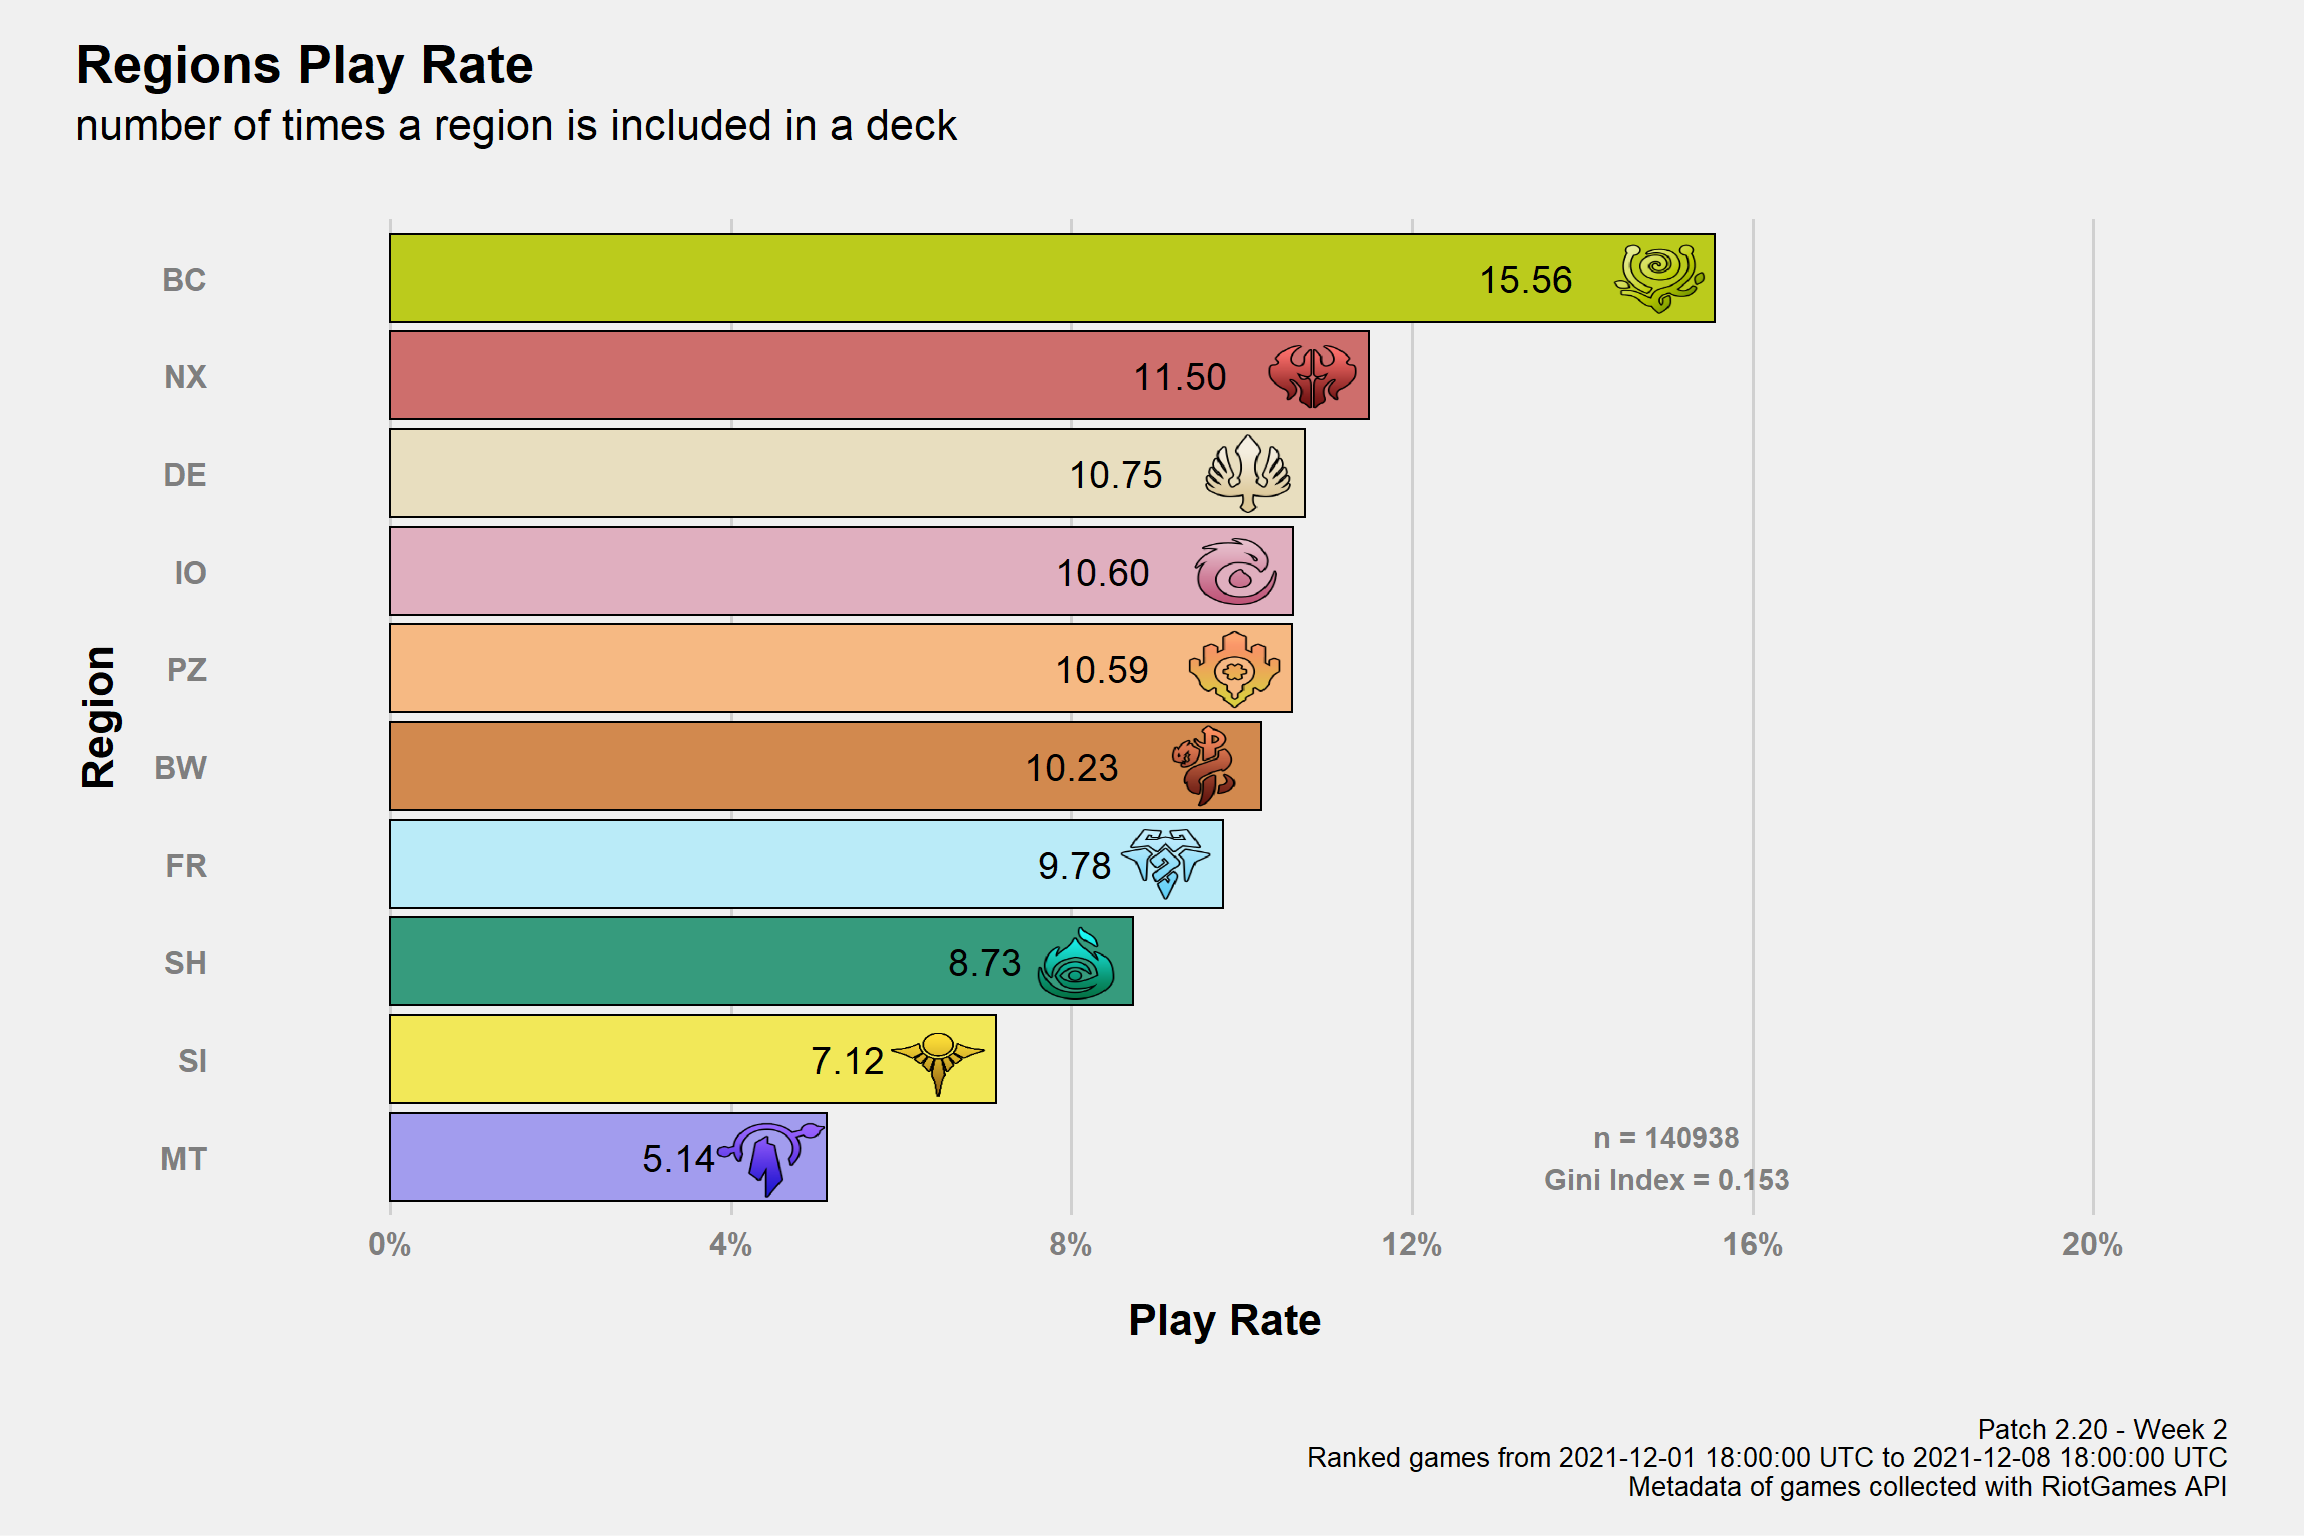 Regions Play Rate
number of times a region is included in a deck
Region
BC
15.56
NX
11.50
DE
10.75
IO
10.60
PZ
10.59
BW
10.23
FR
9.78
SH
8.73
SI
7.12
MT
5.14
n = 140938
Gini Index = 0.153
0%
4%
8%
12%
16%
20%
Play Rate
Patch 2.20 - Week 2
Ranked games from 2021-12-01 18:00:00 UTC to 2021-12-08 18:00:00 UTC
Metadata of games collected with RiotGames API